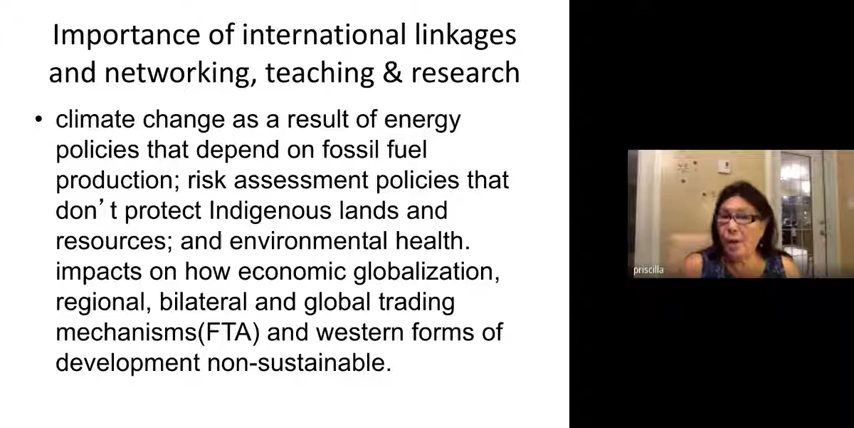 Importance of international linkages
and networking, teaching & research
• climate change as a result of energy
policies that depend on fossil fuel
production; risk assessment policies that
don’t protect Indigenous lands and
resources; and environmental health.
impacts on how economic globalization,
regional, bilateral and global trading
mechanisms(FTA) and western forms of
development non-sustainable.
priscilla